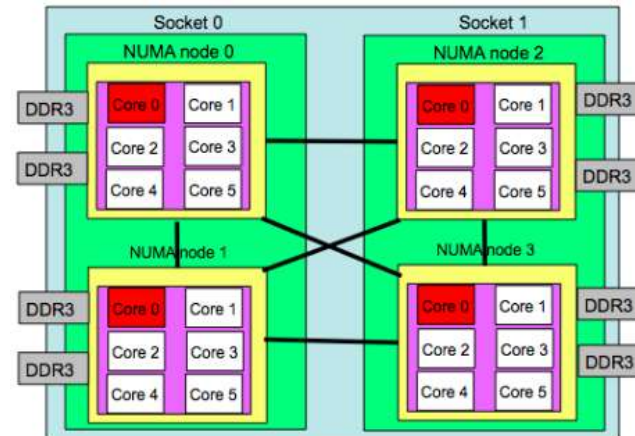 Socket 0
Socket 1
NUMA node 0
NUMA node 2
DDR3
DDR3
Core 0
Core 1
Core 2
Core 3
Core 4
Core 5
Core 0
Core 1
Core 2
Core 3
Core 4
Core 5
DDR3
DDR3
NUMA node 1
NUMA node 3
DDR3
DDR3
Core 0
Core 1
Core 2
Core 3
Core 4
Core 5
Core 0
Core 1
Core 2
Core 3
Core 4
Core 5
DDR3
DDR3